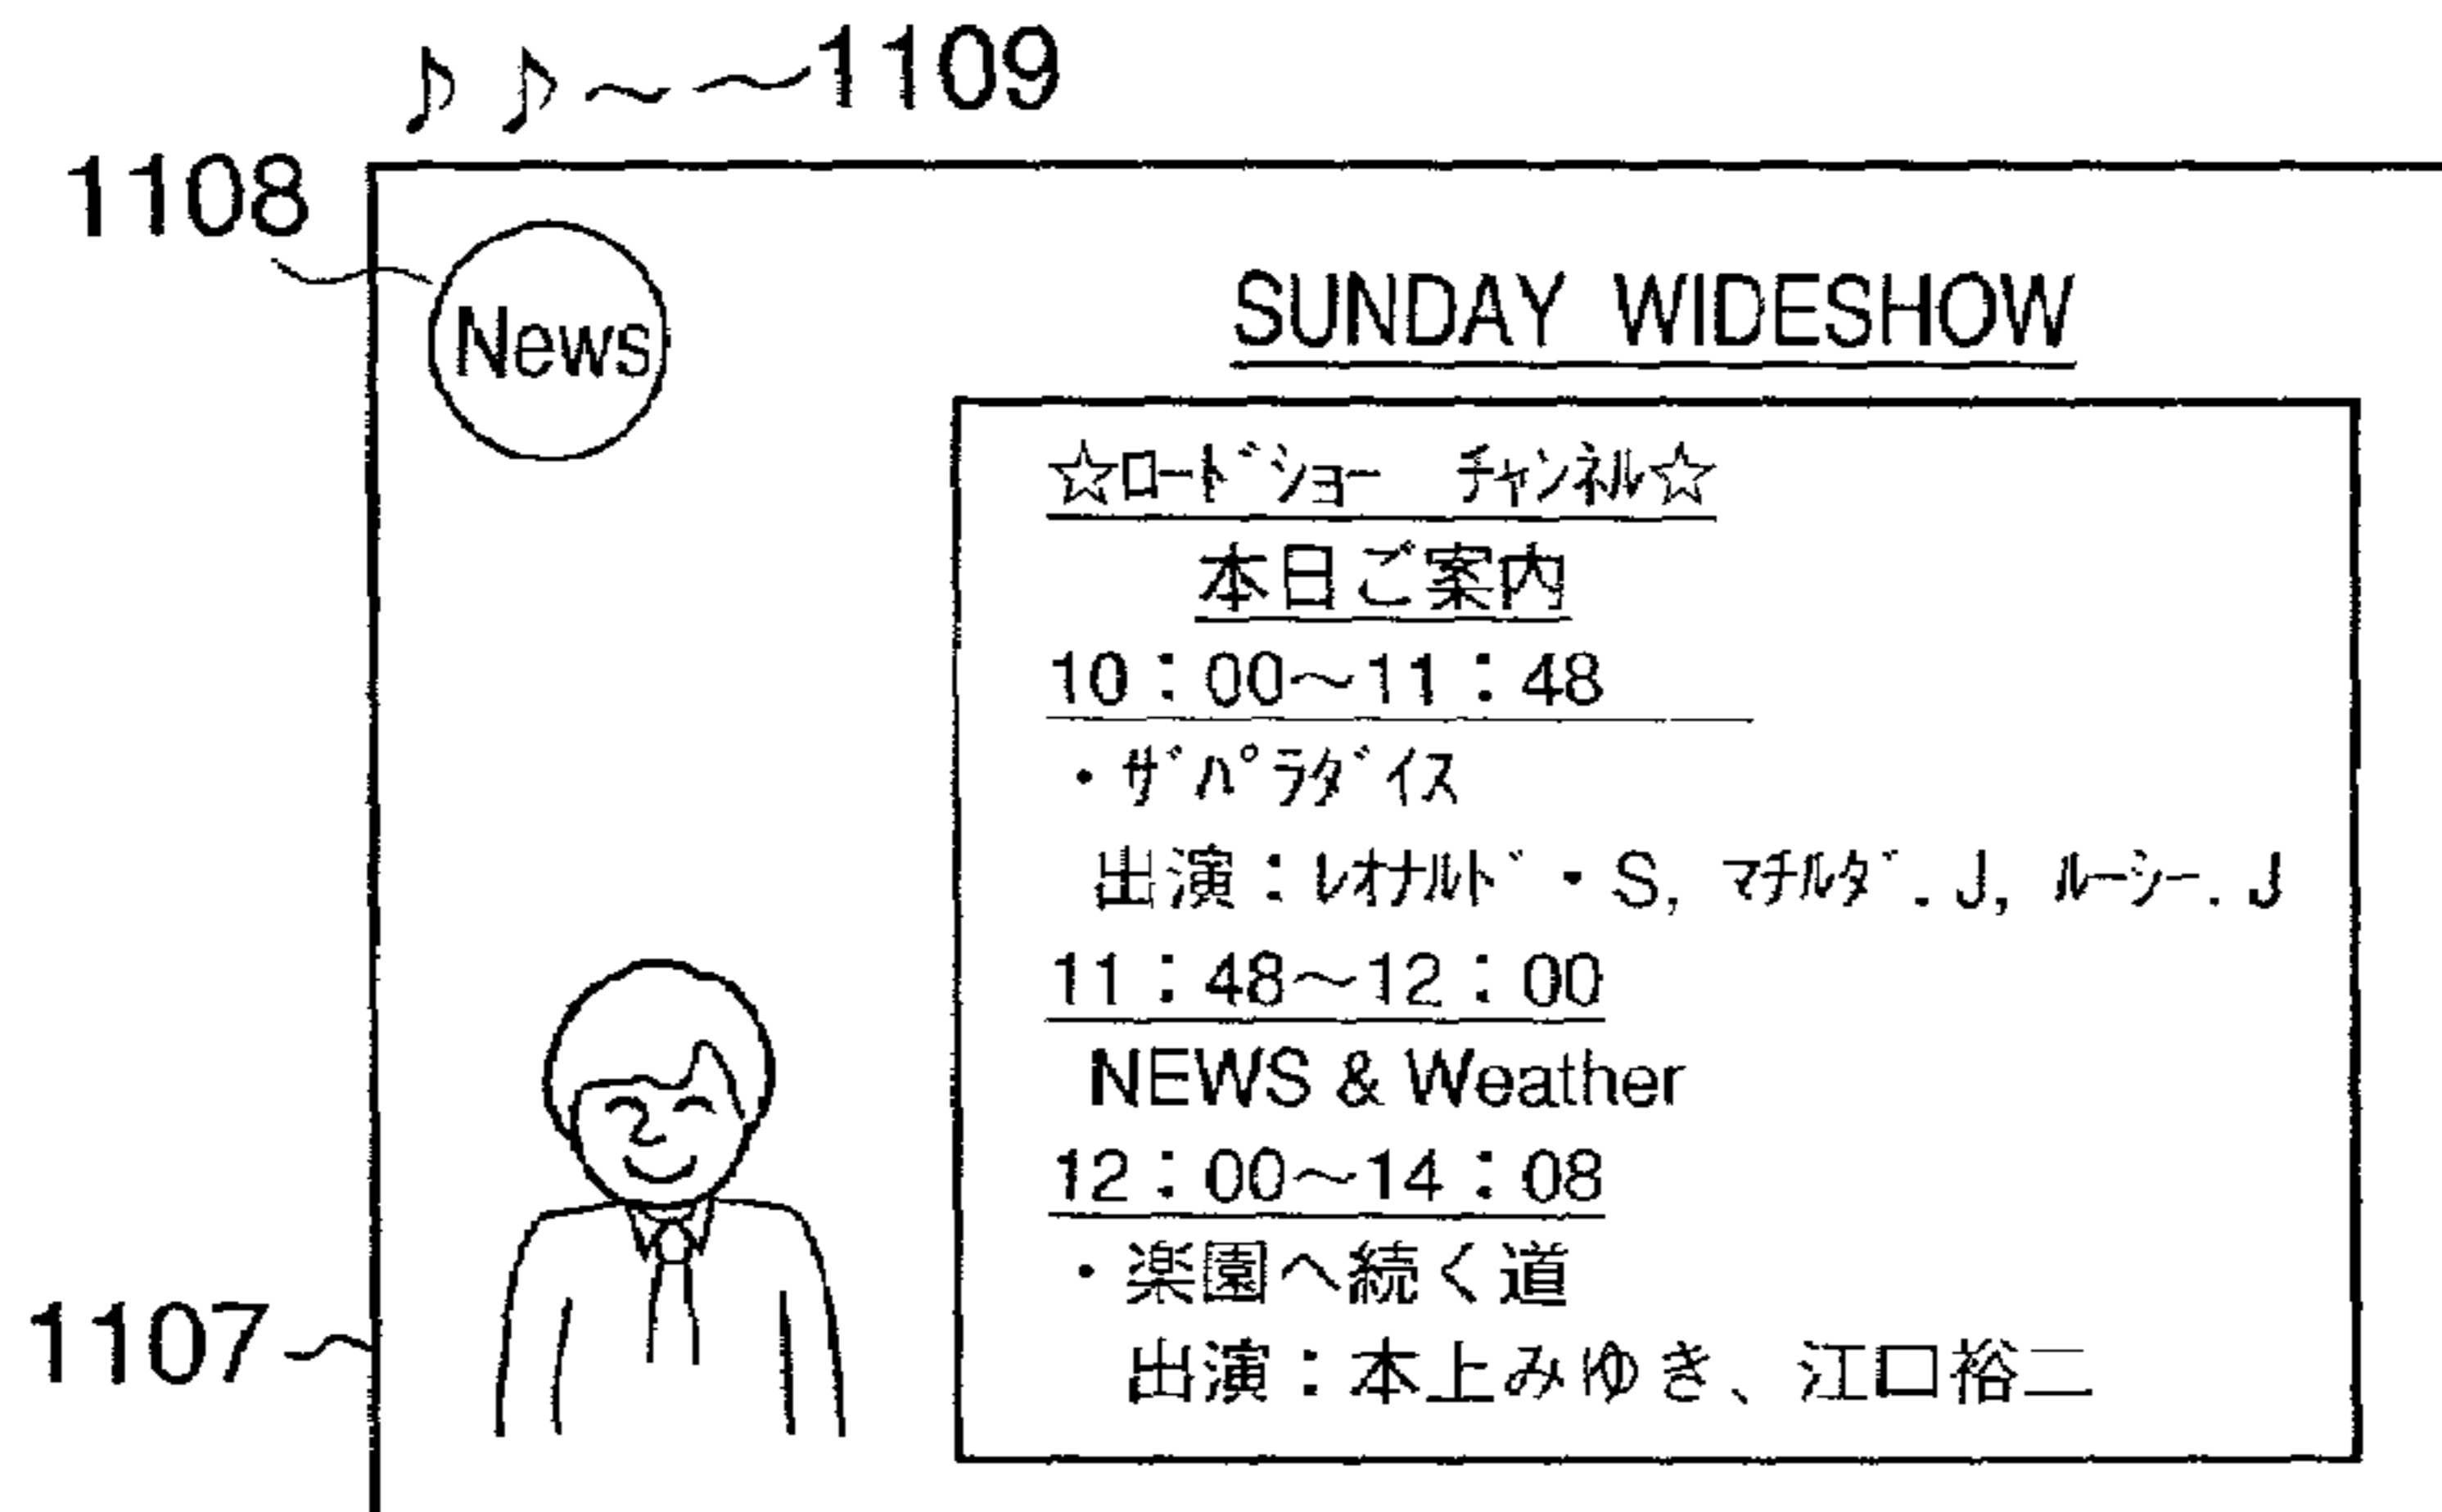 ♪ ♪～ 1109
1108
News
SUNDAY WIDESHOW
☆ﾛｰﾄﾞｼｮｰ ﾁｬﾝﾈﾙ☆
本日ご案内
10：00～11：48
・ｻﾞﾊﾟﾗﾀﾞｲｽ
出演：ﾚｵﾅﾙﾄﾞ・S, ﾏﾁﾙﾀﾞ. J, ﾙｰｼｰ. J
11：48～12：00
NEWS & Weather
12：00～14：08
・楽園へ続く道
出演：本上みゆき、江口裕二
1107